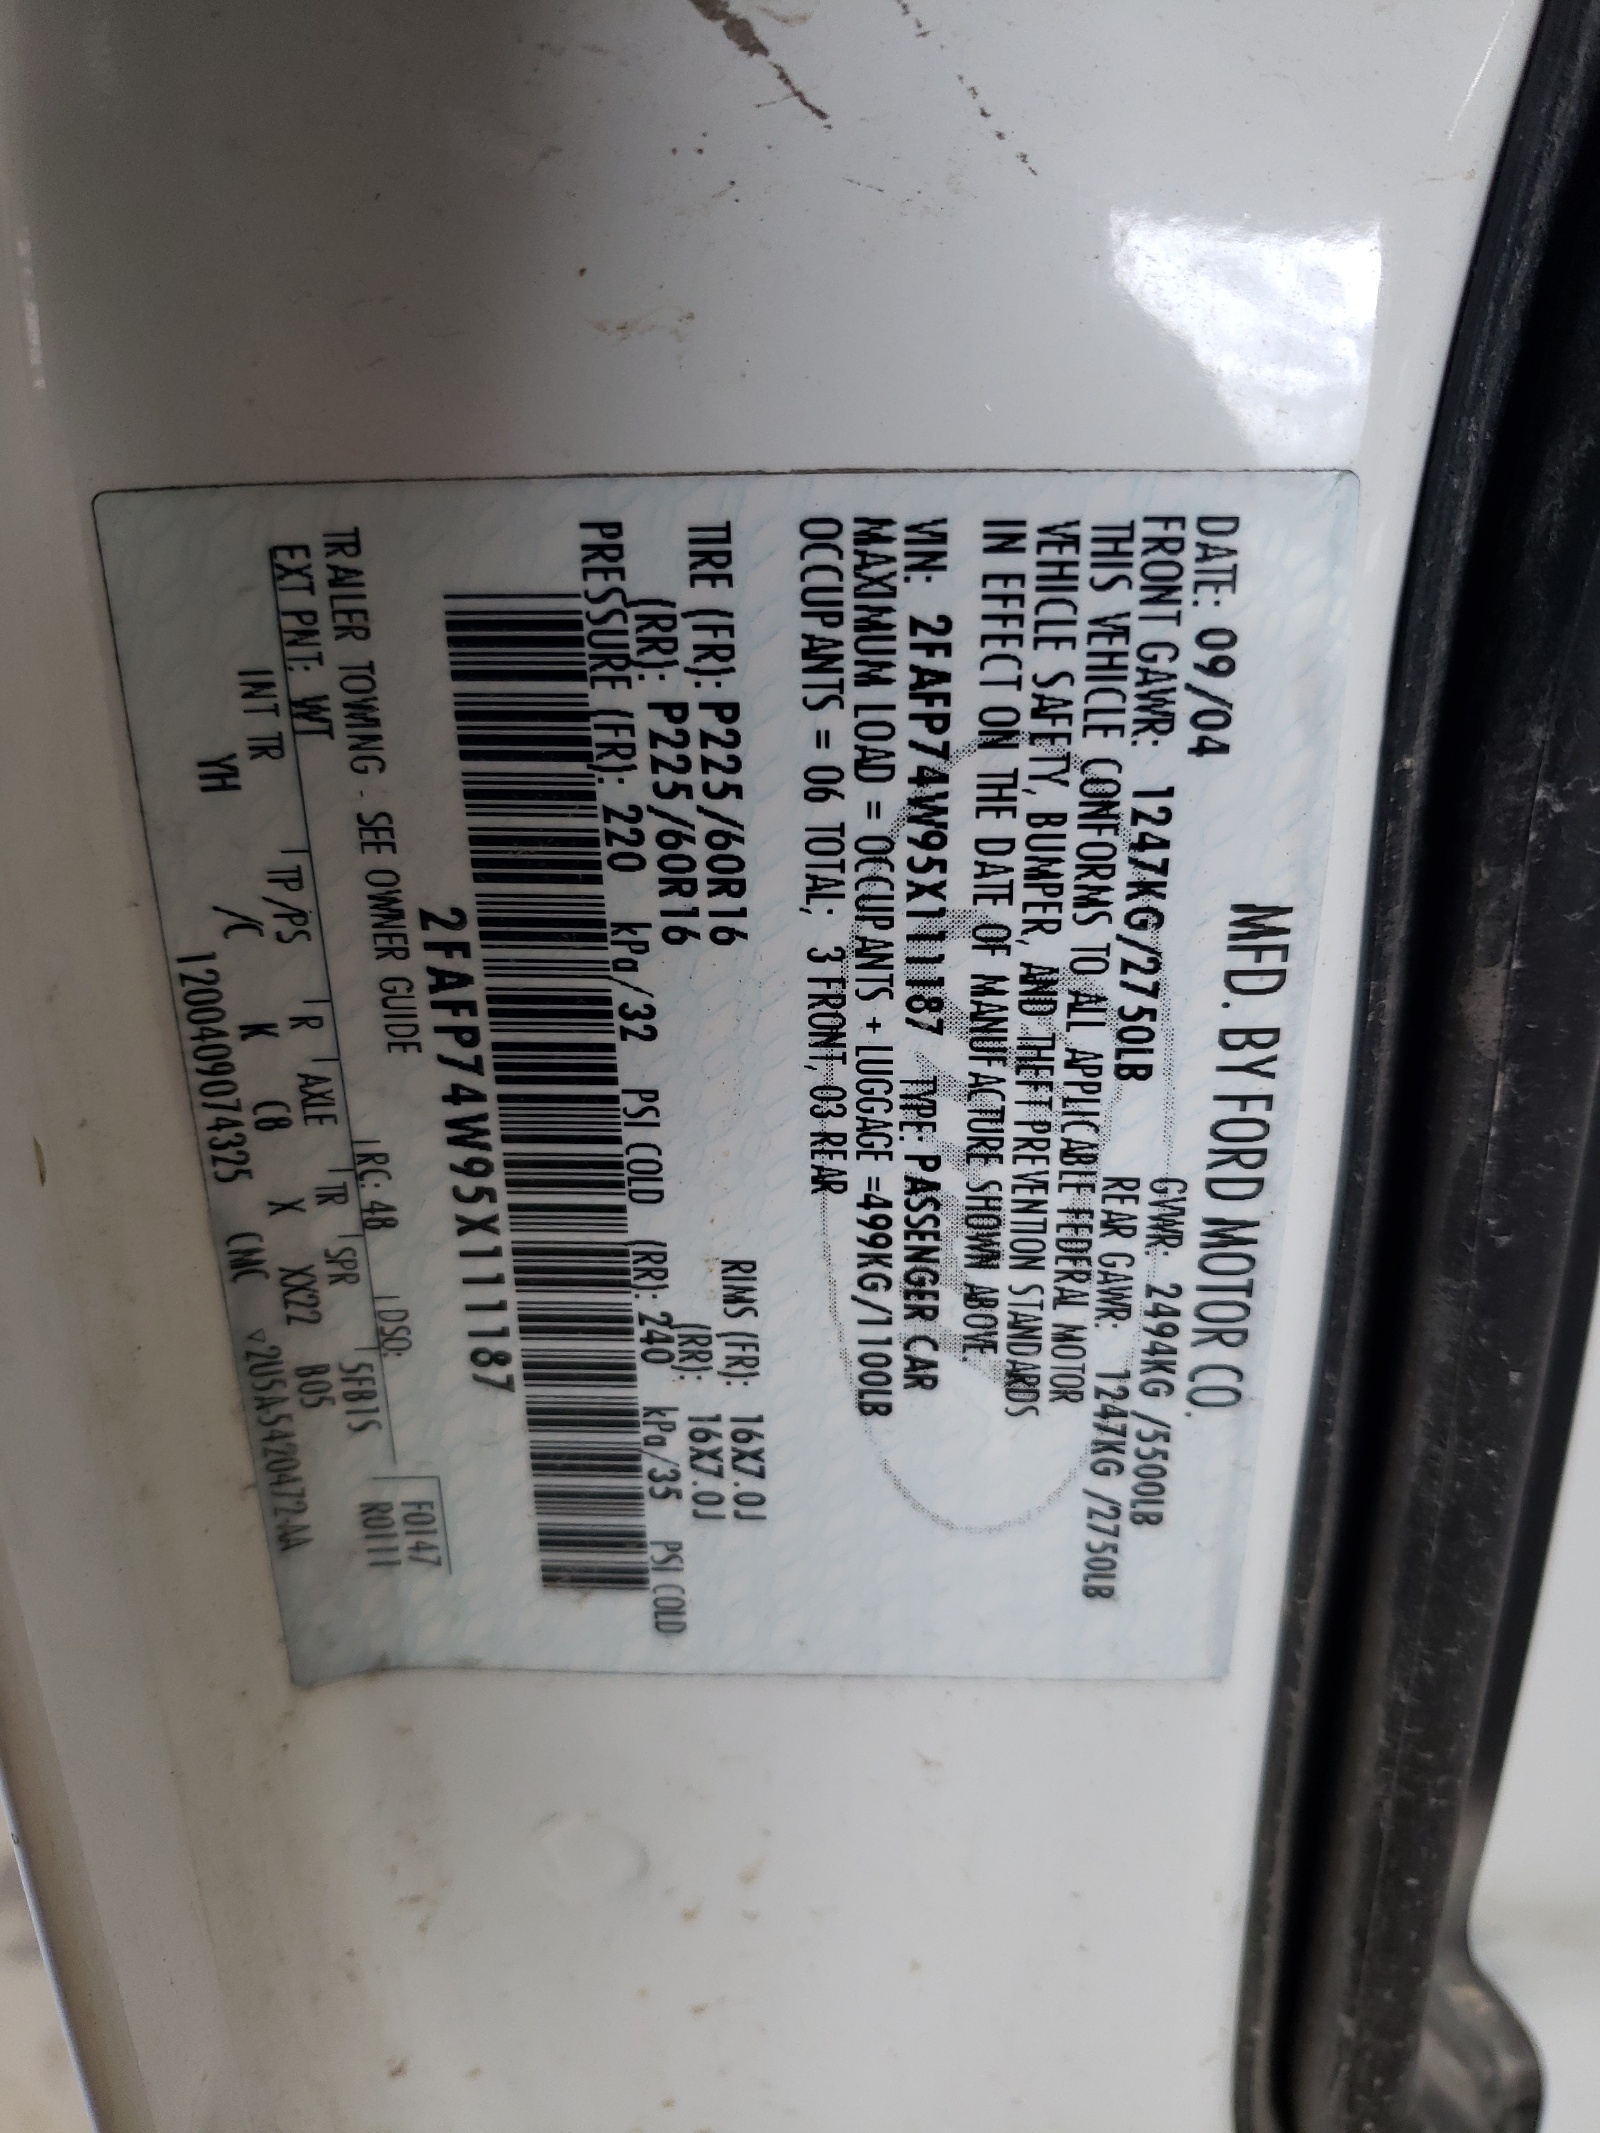 MFD. BY FORD MOTOR CO.
DATE: 09/04 GVWR: 2494KG /5500LB
FRONT GAWR: 1247KG/2750LB REAR GAWR: 1247KG /2750LB
THIS VEHICLE CONFORMS TO ALL APPLICABLE FEDERAL MOTOR
VEHICLE SAFETY, BUMPER, AND THEFT PREVENTION STANDARDS
IN EFFECT ON THE DATE OF MANUFACTURE SHOWN ABOVE.
VIN: 2FAFP74W95X111187 TYPE: PASSENGER CAR
MAXIMUM LOAD = OCCUPANTS + LUGGAGE =499KG/1100LB
OCCUPANTS = 06 TOTAL; 3 FRONT, 03 REAR
TIRE (FR): P225/60R16 RIMS (FR): 16X7.0J
(RR): P225/60R16 (RR): 16X7.0J
PRESSURE (FR): 220 kPa/32 PSI COLD (RR): 240 kPa/35 PSI COLD
2FAFP74W95X111187
F0147
R0111
TRAILER TOWING - SEE OWNER GUIDE RC: 48 DSO:
EXT PNT: WT
INT TR TP/PS R AXLE TR SPR 5FB1S
YH /C K C8 X XX22 B05
1200409074325 CMC 2U5A5420472-AA